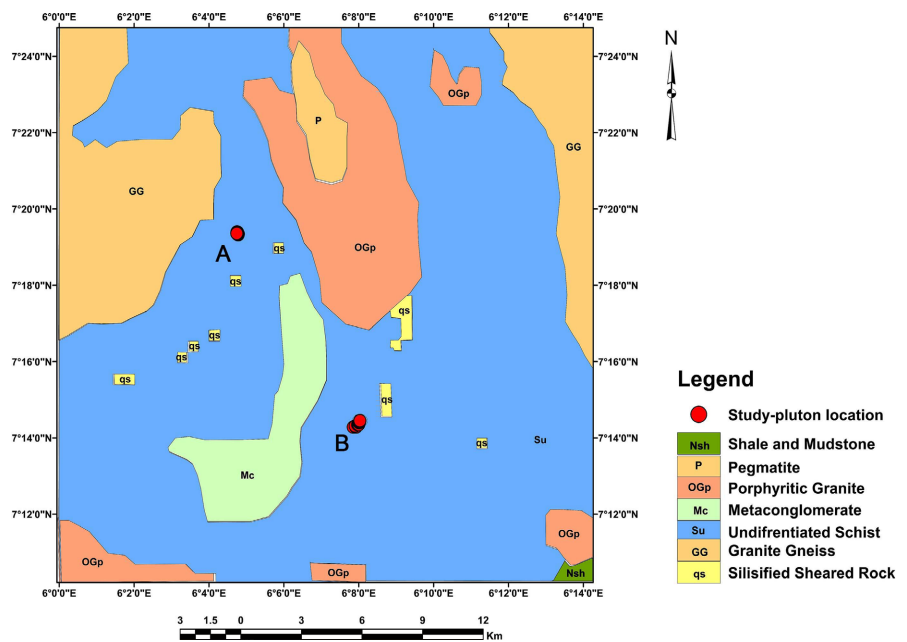 6°0'0"E 6°2'0"E 6°4'0"E 6°6'0"E 6°8'0"E 6°10'0"E 6°12'0"E 6°14'0"E
N
7°24'0"N 7°24'0"N
OGp
P
7°22'0"N 7°22'0"N
GG
GG
7°20'0"N 7°20'0"N
A
qs
OGp
7°18'0"N qs 7°18'0"N
qs
qs
qs
7°16'0"N qs 7°16'0"N
qs
qs
Legend
Study-pluton location
7°14'0"N B qs Su 7°14'0"N
Nsh Shale and Mudstone
P Pegmatite
Mc
OGp Porphyritic Granite
7°12'0"N 7°12'0"N
Mc Metaconglomerate
OGp
Su Undifrentiated Schist
GG Granite Gneiss
OGp OGp Nsh
qs Silisified Sheared Rock
6°0'0"E 6°2'0"E 6°4'0"E 6°6'0"E 6°8'0"E 6°10'0"E 6°12'0"E 6°14'0"E
3 1.5 0 3 6 9 12
Km